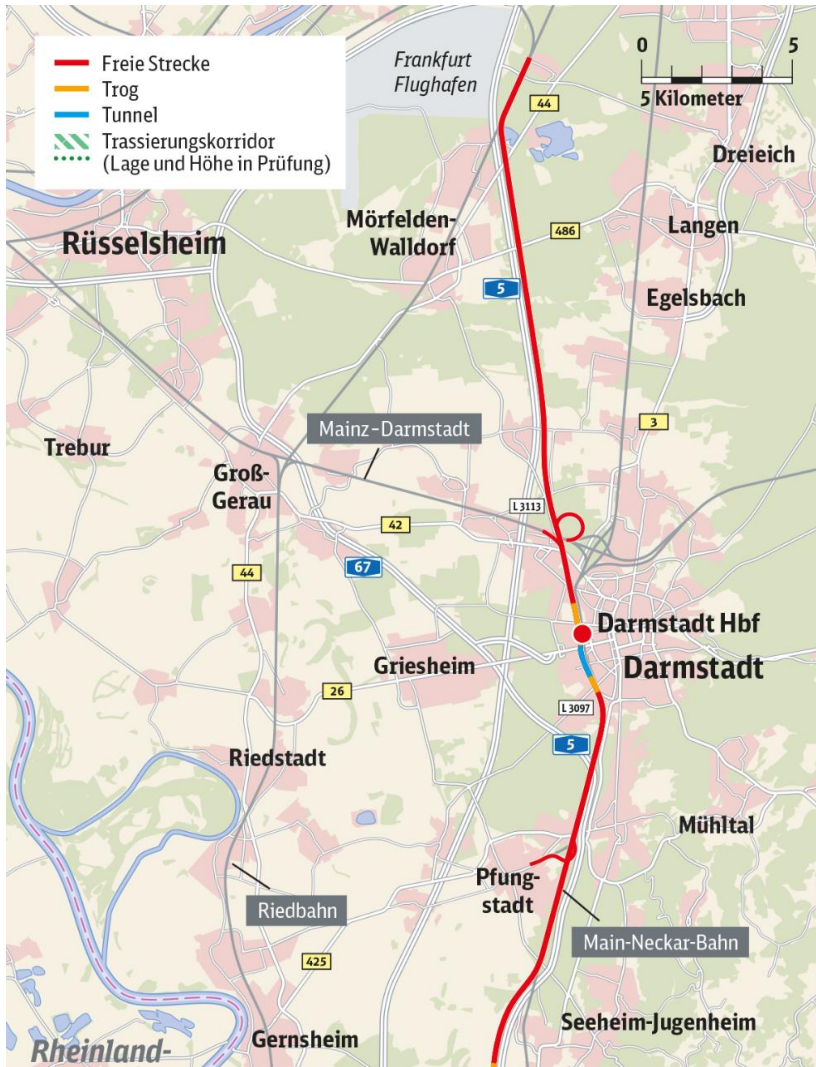 Freie Strecke
Trog
Tunnel
Trassierungskorridor
(Lage und Höhe in Prüfung)
Frankfurt
Flughafen
0
5
5 Kilometer
44
Dreieich
Mörfelden-
Walldorf
486
Langen
Rüsselsheim
5
Egelsbach
3
Mainz-Darmstadt
Trebur
Groß-
Gerau
L 3113
42
67
44
Darmstadt Hbf
Darmstadt
Griesheim
26
L 3097
5
Riedstadt
Mühltal
Pfung-
stadt
Riedbahn
Main-Neckar-Bahn
425
Seeheim-Jugenheim
Gernsheim
Rheinland-